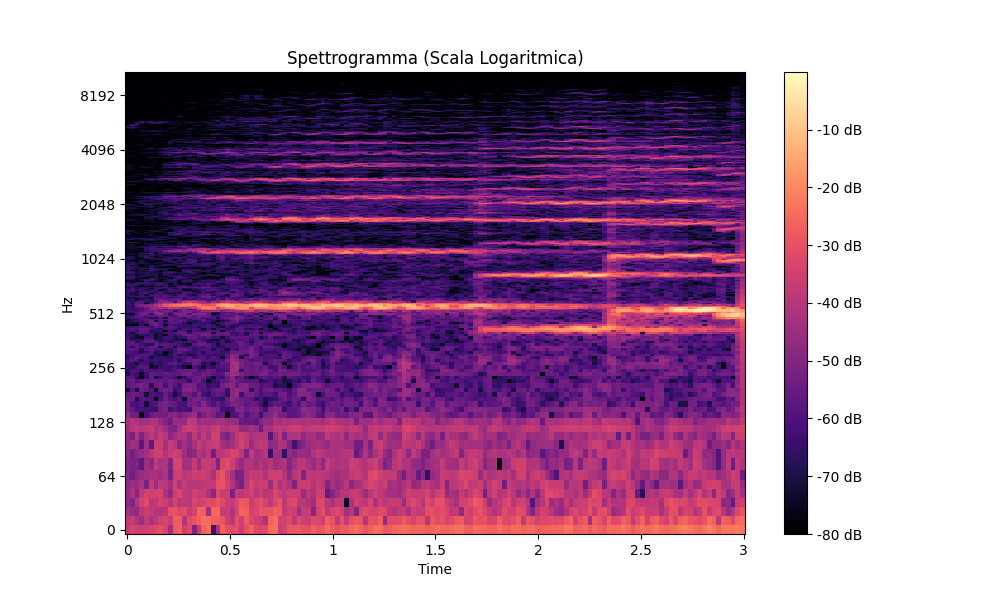 Spettrogramma (Scala Logaritmica)
8192
4096
2048
1024
512
256
128
64
0
Hz
0
0.5
1
1.5
2
2.5
3
Time
-10 dB
-20 dB
-30 dB
-40 dB
-50 dB
-60 dB
-70 dB
-80 dB